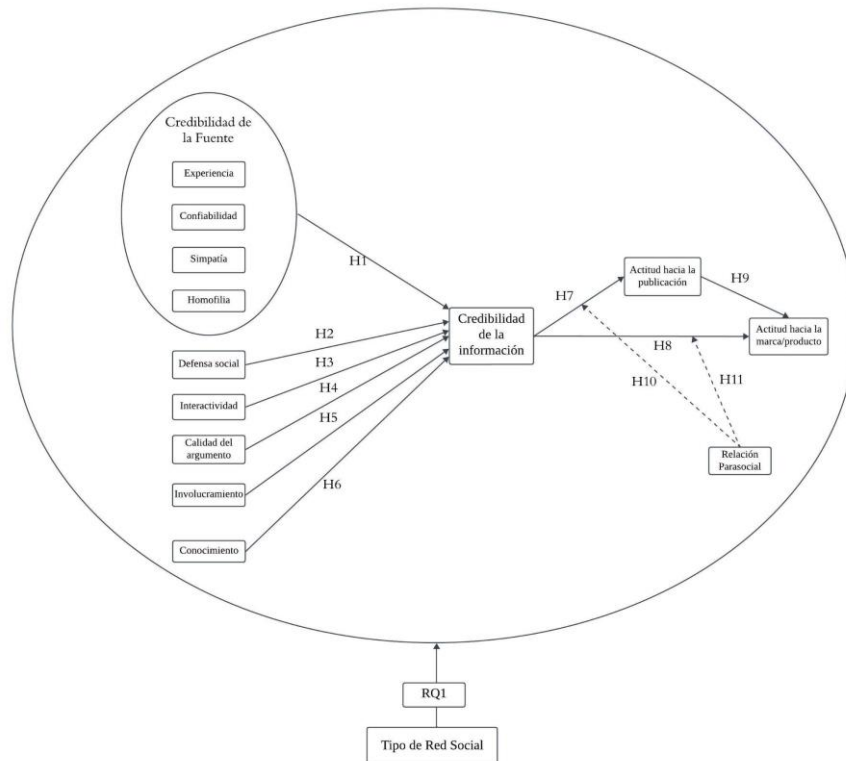 Credibilidad de
la Fuente
Experiencia
Confiabilidad
Simpatía
Homofilia
H1
Defensa social
H2
Interactividad
H3
Calidad del
argumento
H4
Involucramiento
H5
Conocimiento
H6
Credibilidad
de la
información
H7
Actitud hacia la
publicación
H9
Actitud hacia la
marca/producto
H8
H10
H11
Relación
Parasocial
RQ1
Tipo de Red Social